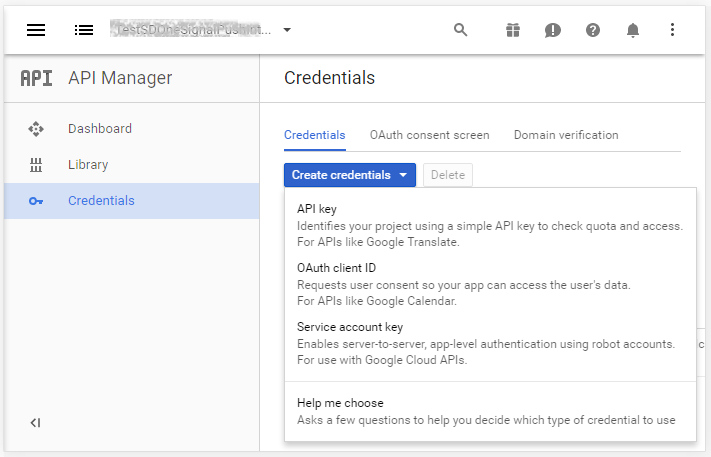 API API Manager
Credentials
Dashboard
Library
Credentials
Credentials OAuth consent screen Domain verification
Create credentials Delete
API key
Identifies your project using a simple API key to check quota and access.
For APIs like Google Translate.
OAuth client ID
Requests user consent so your app can access the user's data.
For APIs like Google Calendar.
Service account key
Enables server-to-server, app-level authentication using robot accounts.
For use with Google Cloud APIs.
Help me choose
Asks a few questions to help you decide which type of credential to use